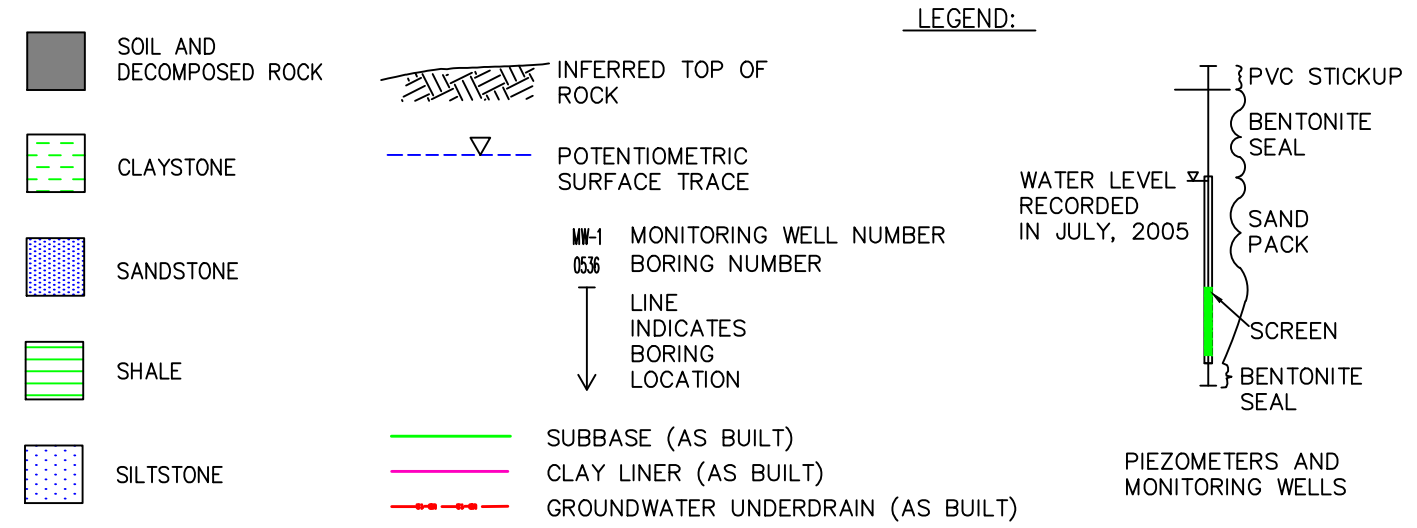 LEGEND:
SOIL AND
DECOMPOSED ROCK
CLAYSTONE
SANDSTONE
SHALE
SILTSTONE
INFERRED TOP OF
ROCK
POTENTIOMETRIC
SURFACE TRACE
MW-1 MONITORING WELL NUMBER
0536 BORING NUMBER
LINE
INDICATES
BORING
LOCATION
SUBBASE (AS BUILT)
CLAY LINER (AS BUILT)
GROUNDWATER UNDERDRAIN (AS BUILT)
PVC STICKUP
BENTONITE
SEAL
WATER LEVEL
RECORDED
IN JULY, 2005
SAND
PACK
SCREEN
BENTONITE
SEAL
PIEZOMETERS AND
MONITORING WELLS